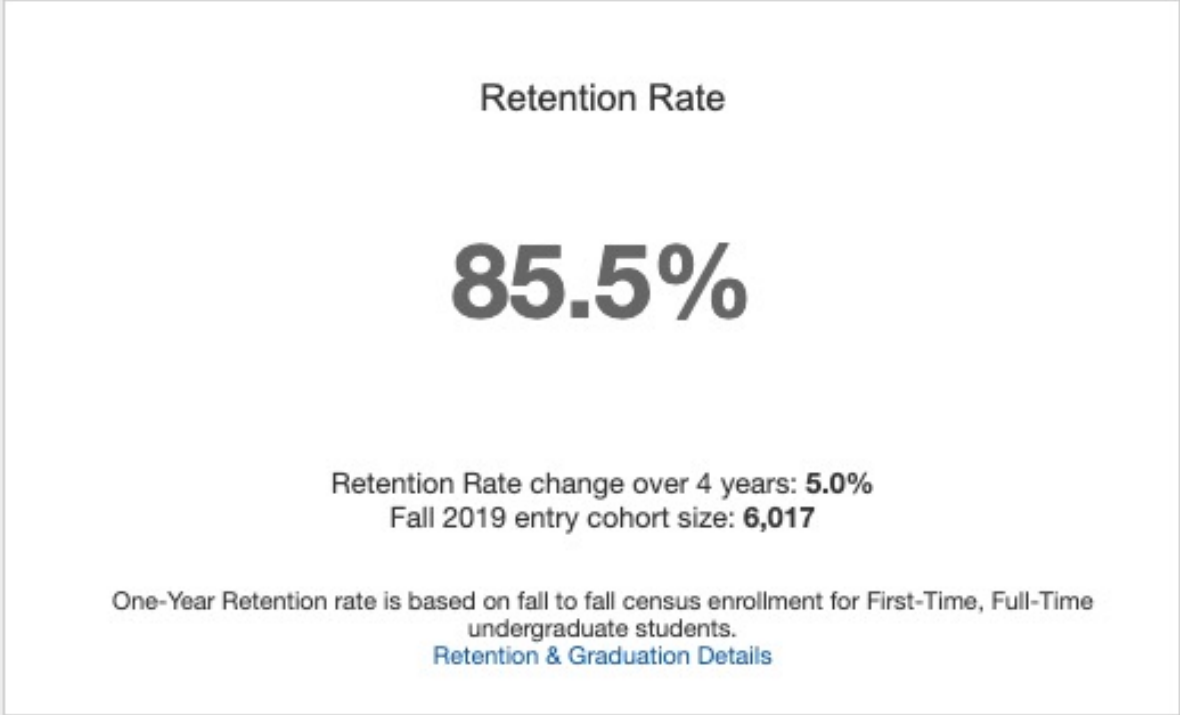 Retention Rate
85.5%
Retention Rate change over 4 years: 5.0%
Fall 2019 entry cohort size: 6,017
One-Year Retention rate is based on fall to fall census enrollment for First-Time, Full-Time
undergraduate students.
Retention & Graduation Details